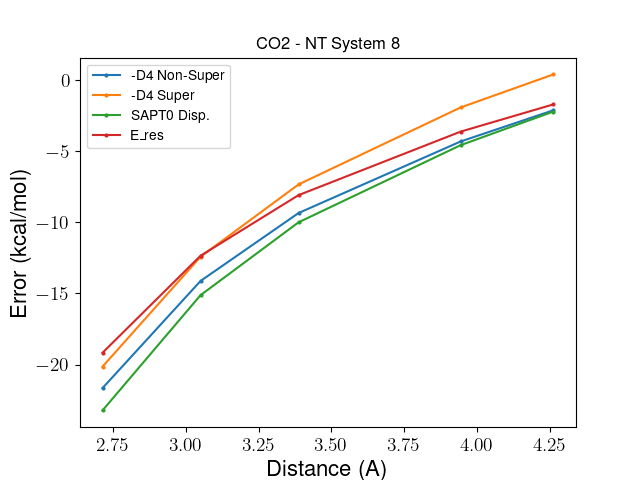 CO2 - NT System 8
-D4 Non-Super
-D4 Super
SAPT0 Disp.
E_res
Error (kcal/mol)
0
−5
−10
−15
−20
2.75 3.00 3.25 3.50 3.75 4.00 4.25
Distance (A)